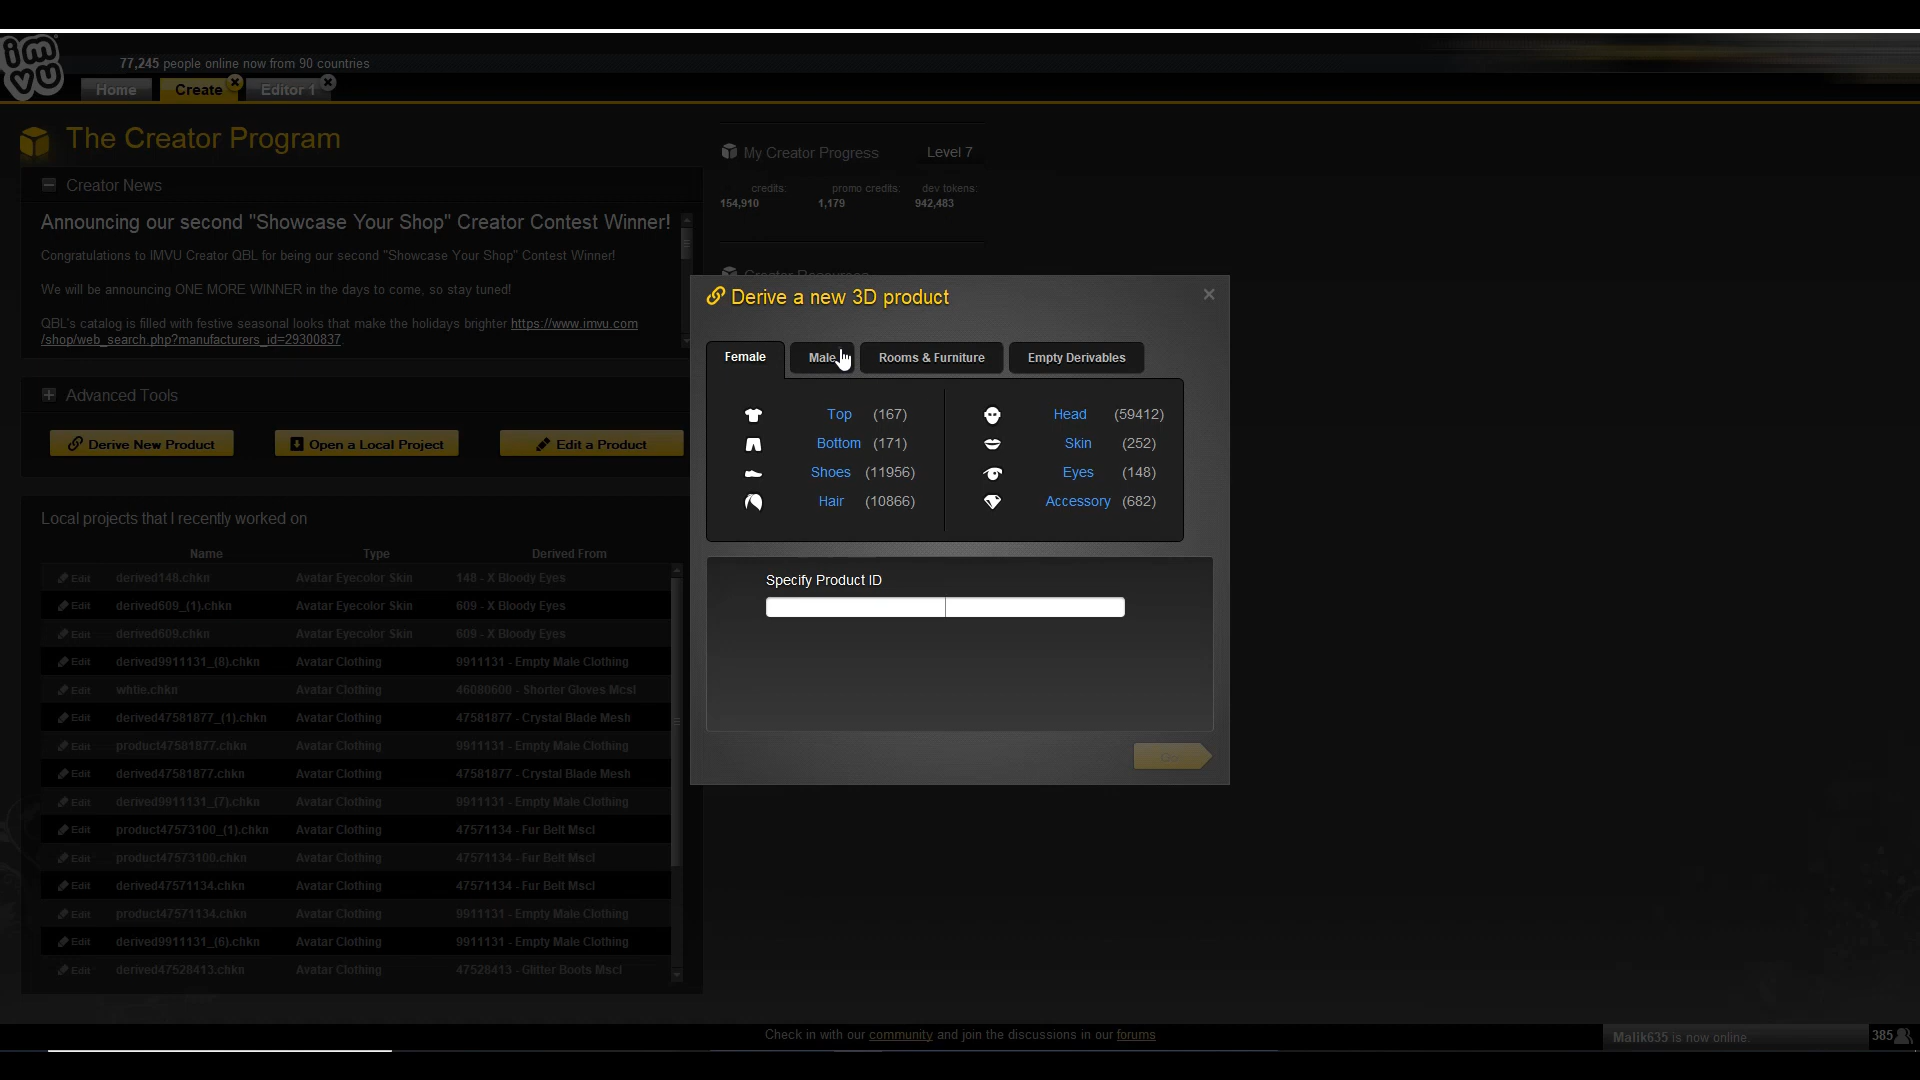 imvu
77,245 people online now from 90 countries
Home
Create
Editor 1
The Creator Program
Creator News
Announcing our second "Showcase Your Shop" Creator Contest Winner!
Congratulations to IMVU Creator QBL for being our second "Showcase Your Shop" Contest Winner!
We will be announcing ONE MORE WINNER in the days to come, so stay tuned!
QBL's catalog is filled with festive seasonal looks that make the holidays brighter https://www.imvu.com
/shop/web_search.php?manufacturers_id=29300837
Advanced Tools
Derive New Product
Open a Local Project
Edit a Product
Local projects that I recently worked on
Name Type Derived From
Edit derived148.chkn Avatar Eyecolor Skin 148 - X Bloody Eyes
Edit derived609_(1).chkn Avatar Eyecolor Skin 609 - X Bloody Eyes
Edit derived609.chkn Avatar Eyecolor Skin 609 - X Bloody Eyes
Edit derived9911131_(8).chkn Avatar Clothing 9911131 - Empty Male Clothing
Edit whtie.chkn Avatar Clothing 46080600 - Shorter Gloves Mcsl
Edit derived47581877_(1).chkn Avatar Clothing 47581877 - Crystal Blade Mesh
Edit product47581877.chkn Avatar Clothing 9911131 - Empty Male Clothing
Edit derived47581877.chkn Avatar Clothing 47581877 - Crystal Blade Mesh
Edit derived9911131_(7).chkn Avatar Clothing 9911131 - Empty Male Clothing
Edit product47573100_(1).chkn Avatar Clothing 47571134 - Fur Belt Mscl
Edit product47573100.chkn Avatar Clothing 47571134 - Fur Belt Mscl
Edit derived47571134.chkn Avatar Clothing 47571134 - Fur Belt Mscl
Edit product47571134.chkn Avatar Clothing 9911131 - Empty Male Clothing
Edit derived9911131_(6).chkn Avatar Clothing 9911131 - Empty Male Clothing
Edit derived47528413.chkn Avatar Clothing 47528413 - Glitter Boots Mscl
My Creator Progress Level 7
credits: promo credits: dev tokens:
154,910 1,179 942,483
Creator Resources
Derive a new 3D product
Female
Male
Rooms & Furniture
Empty Derivables
Top (167)
Bottom (171)
Shoes (11956)
Hair (10866)
Head (59412)
Skin (252)
Eyes (148)
Accessory (682)
Specify Product ID
Go
Check in with our community and join the discussions in our forums
Malik635 is now online.
385